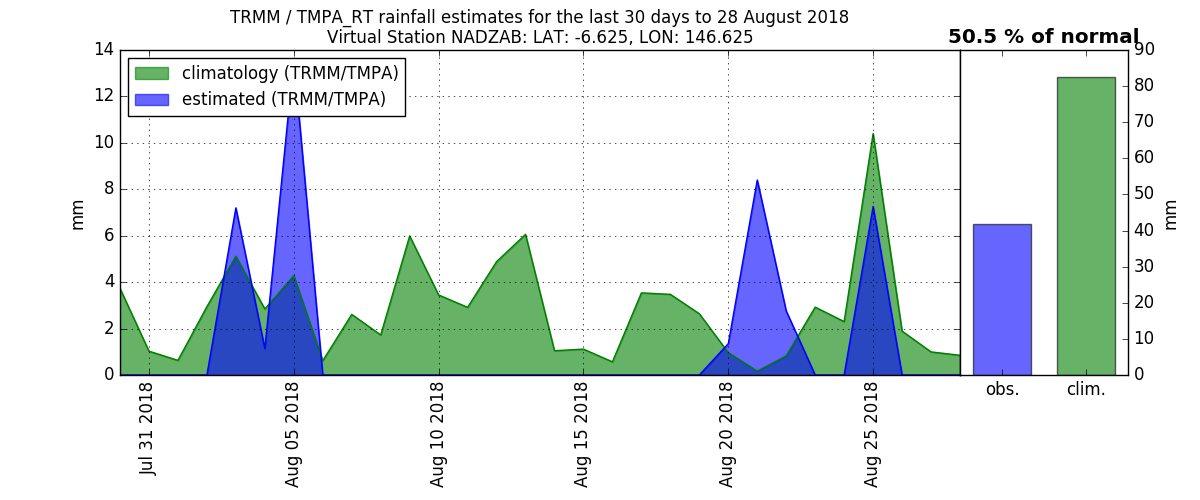 TRMM / TMPA_RT rainfall estimates for the last 30 days to 28 August 2018
Virtual Station NADZAB: LAT: -6.625, LON: 146.625
50.5 % of normal
climatology (TRMM/TMPA)
estimated (TRMM/TMPA)
14
12
10
8
6
4
2
0
mm
Jul 31 2018
Aug 05 2018
Aug 10 2018
Aug 15 2018
Aug 20 2018
Aug 25 2018
90
80
70
60
50
40
30
20
10
0
mm
obs.
clim.